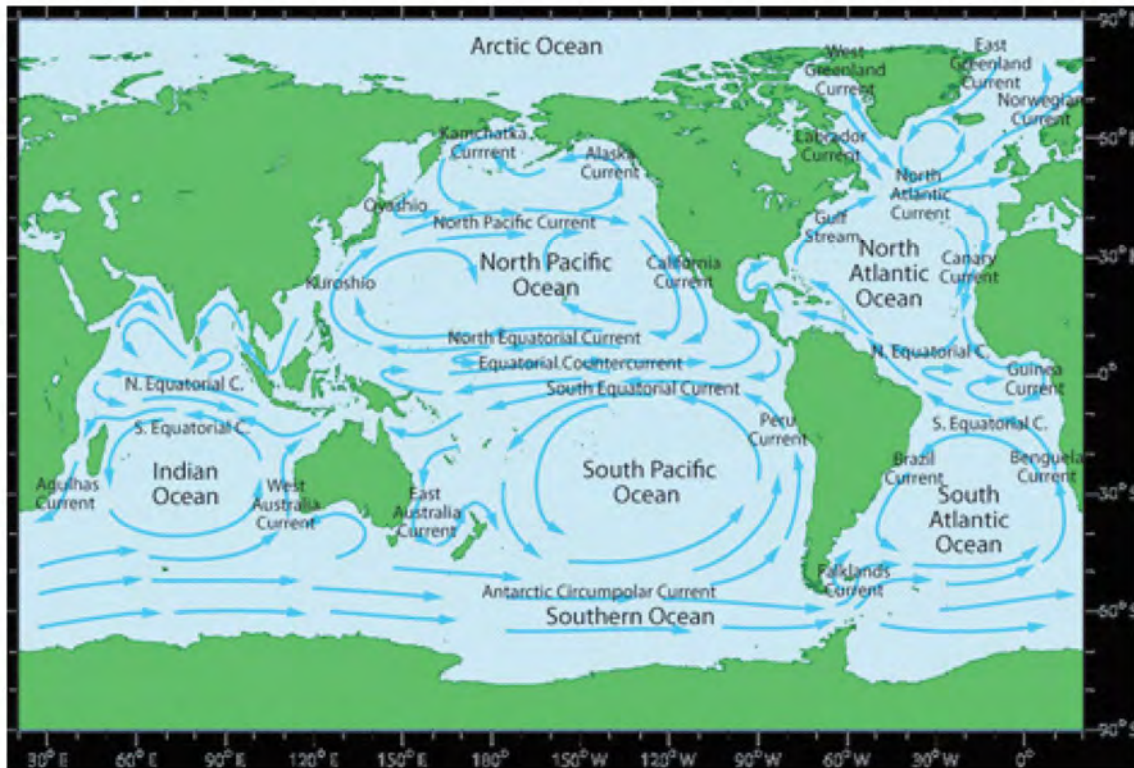 90° N
Arctic Ocean
West
Greenland
Current
East
Greenland
Current
Norwegian
Current
60° N
Kamchatka
Currrent
Alaska
Current
Labrador
Current
North
Atlantic
Current
Oyashio
North Pacific Current
Gulf
Stream
North Pacific
Ocean
California
Current
North
Atlantic
Ocean
Canary
Current
30° N
Kuroshio
North Equatorial Current
Equatorial Countercurrent
South Equatorial Current
N. Equatorial C.
Guinea
Current
0°
N. Equatorial C.
S. Equatorial C.
Peru
Current
S. Equatorial C.
Brazil
Current
Benguela
Current
Indian
Ocean
Agulhas
Current
West
Australia
Current
East
Australia
Current
South Pacific
Ocean
South
Atlantic
Ocean
30° S
Falklands
Current
Antarctic Circumpolar Current
Southern Ocean
60° S
90° S
30° E
60° E
90° E
120° E
150° E
180°
150° W
120° W
90° W
60° W
30° W
0°